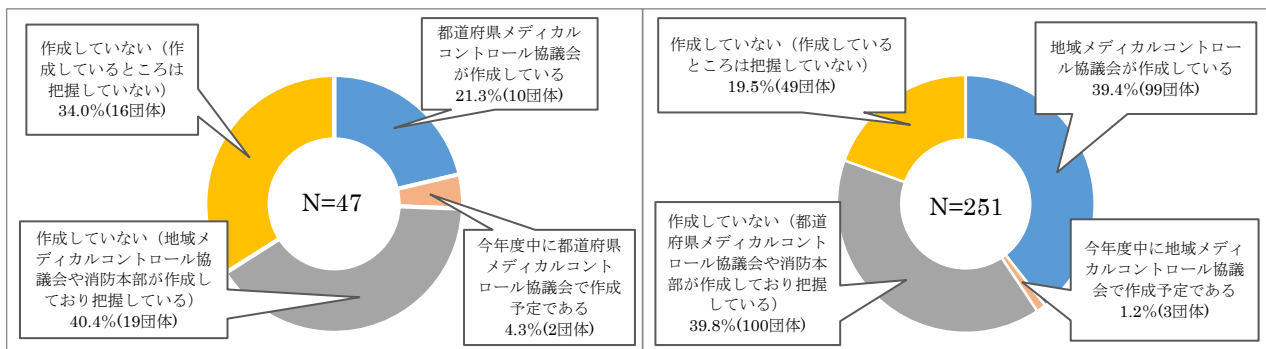 作成していない（作
成しているところは
把握していない）
34.0%(16団体)
都道府県メディカル
コントロール協議会
が作成している
21.3%(10団体)
N=47
作成していない（地域メ
ディカルコントロール協議
会や消防本部が作成し
ており把握している）
40.4%(19団体)
今年度中に都道府県
メディカルコント
ロール協議会で作成
予定である
4.3%(2団体)
作成していない（作成している
ところは把握していない）
19.5%(49団体)
地域メディカルコントロー
ル協議会が作成している
39.4%(99団体)
N=251
作成していない（都道
府県メディカルコント
ロール協議会や消防本
部が作成しており把握
している）
39.8%(100団体)
今年度中に地域メディ
カルコントロール協議
会で作成予定である
1.2%(3団体)